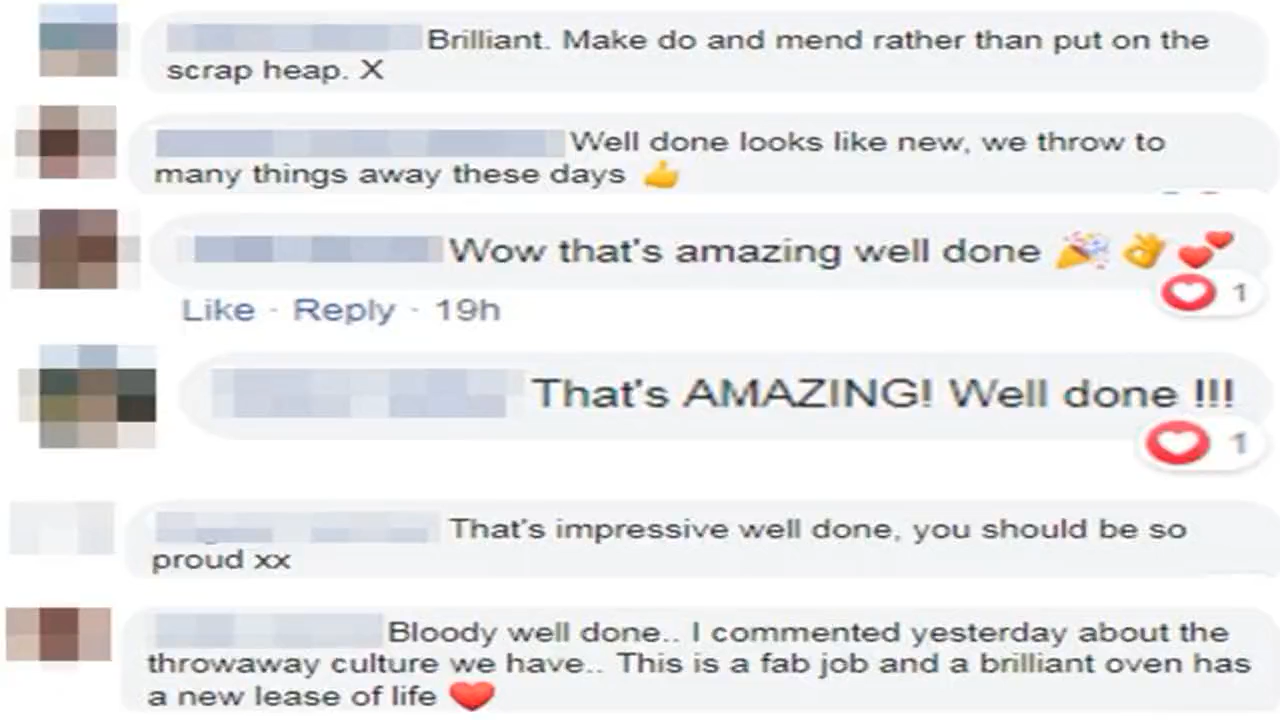 Brilliant. Make do and mend rather than put on the
scrap heap. X
Well done looks like new, we throw to
many things away these days 👍
Wow that's amazing well done 🎉 👌 💕
1
Like · Reply · 19h
That's AMAZING! Well done !!!
1
That's impressive well done, you should be so
proud xx
Bloody well done.. I commented yesterday about the
throwaway culture we have.. This is a fab job and a brilliant oven has
a new lease of life ❤️